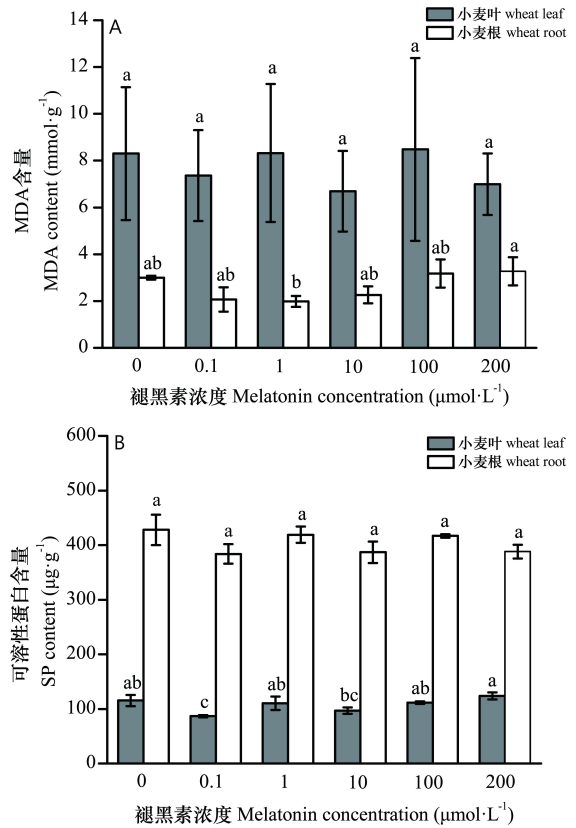 A
小麦叶 wheat leaf
小麦根 wheat root
MDA含量
MDA content (mmol·g⁻¹)
14
12
10
8
6
4
2
0
a a a a a a
ab ab b ab ab a
0 0.1 1 10 100 200
褪黑素浓度 Melatonin concentration (μmol·L⁻¹)
B
小麦叶 wheat leaf
小麦根 wheat root
可溶性蛋白含量
SP content (μg·g⁻¹)
600
500
400
300
200
100
0
a a a a a a
ab c ab bc ab a
0 0.1 1 10 100 200
褪黑素浓度 Melatonin concentration (μmol·L⁻¹)